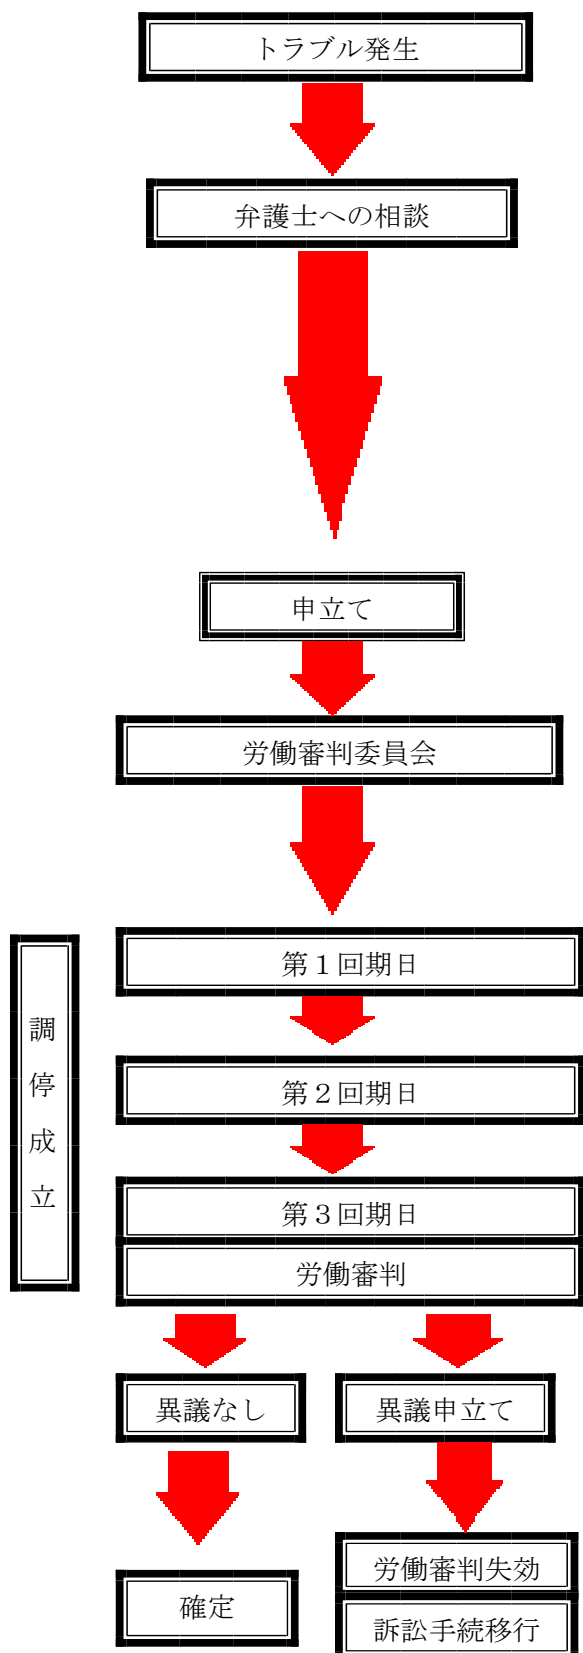 トラブル発生
弁護士への相談
申立て
労働審判委員会
調停成立
第１回期日
第２回期日
第３回期日
労働審判
異議なし
異議申立て
確定
労働審判失効
訴訟手続移行